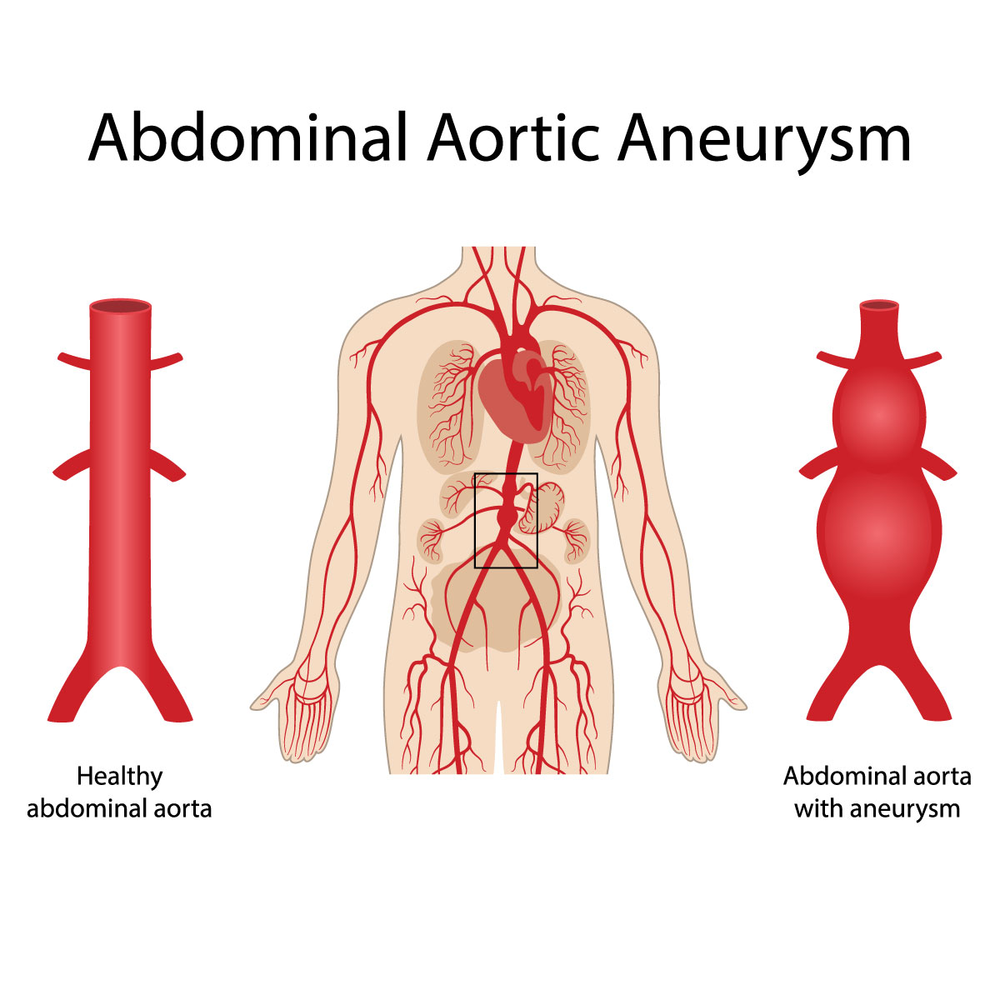 Abdominal Aortic Aneurysm
Healthy
abdominal aorta
Abdominal aorta
with aneurysm